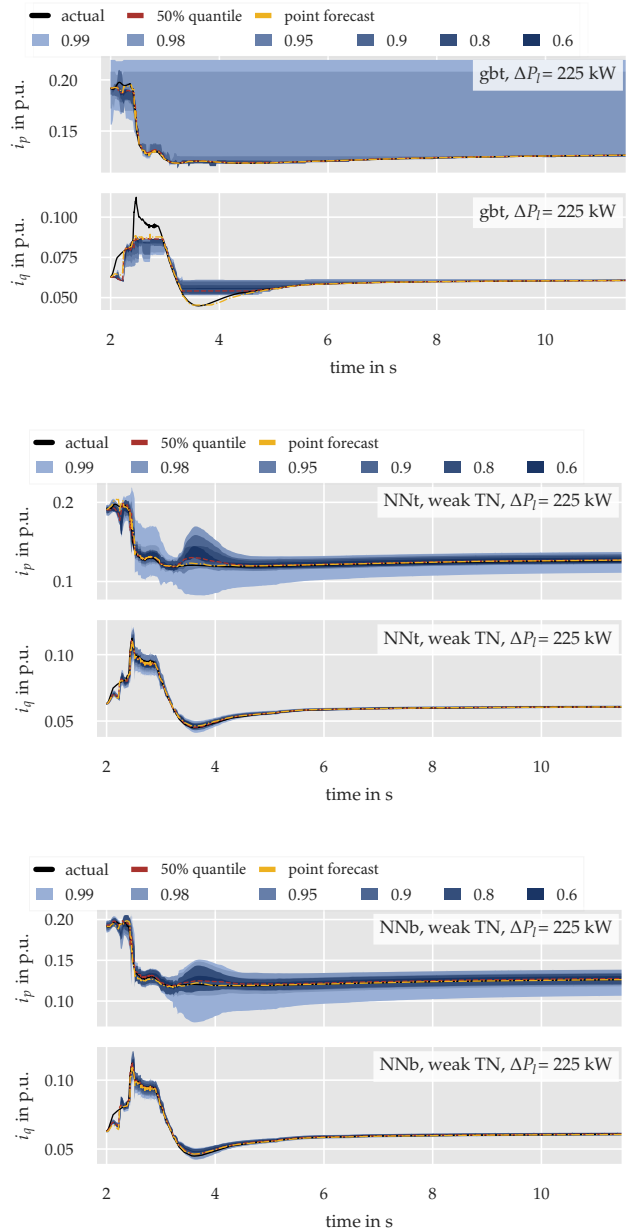 actual 50% quantile point forecast
0.99 0.98 0.95 0.9 0.8 0.6
0.20
0.15
i_p in p.u.
gbt, ΔP_l = 225 kW
0.100
0.075
0.050
i_q in p.u.
gbt, ΔP_l = 225 kW
2 4 6 8 10
time in s
actual 50% quantile point forecast
0.99 0.98 0.95 0.9 0.8 0.6
0.2
0.1
i_p in p.u.
NNt, weak TN, ΔP_l = 225 kW
0.10
0.05
i_q in p.u.
NNt, weak TN, ΔP_l = 225 kW
2 4 6 8 10
time in s
actual 50% quantile point forecast
0.99 0.98 0.95 0.9 0.8 0.6
0.20
0.15
0.10
i_p in p.u.
NNb, weak TN, ΔP_l = 225 kW
0.10
0.05
i_q in p.u.
NNb, weak TN, ΔP_l = 225 kW
2 4 6 8 10
time in s